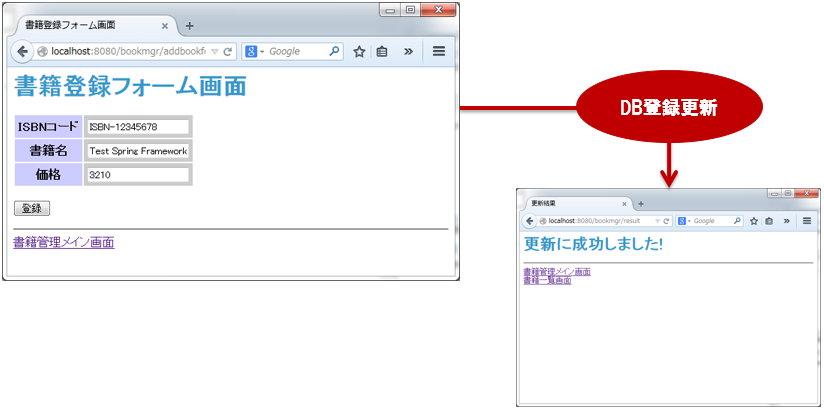 書籍登録フォーム画面
localhost:8080/bookmgr/addbookf
Google
書籍登録フォーム画面
ISBNコード ISBN-12345678
書籍名 Test Spring Framework
価格 3210
登録
書籍管理メイン画面
DB登録更新
更新結果
localhost:8080/bookmgr/result
Google
更新に成功しました!
書籍管理メイン画面
書籍一覧画面